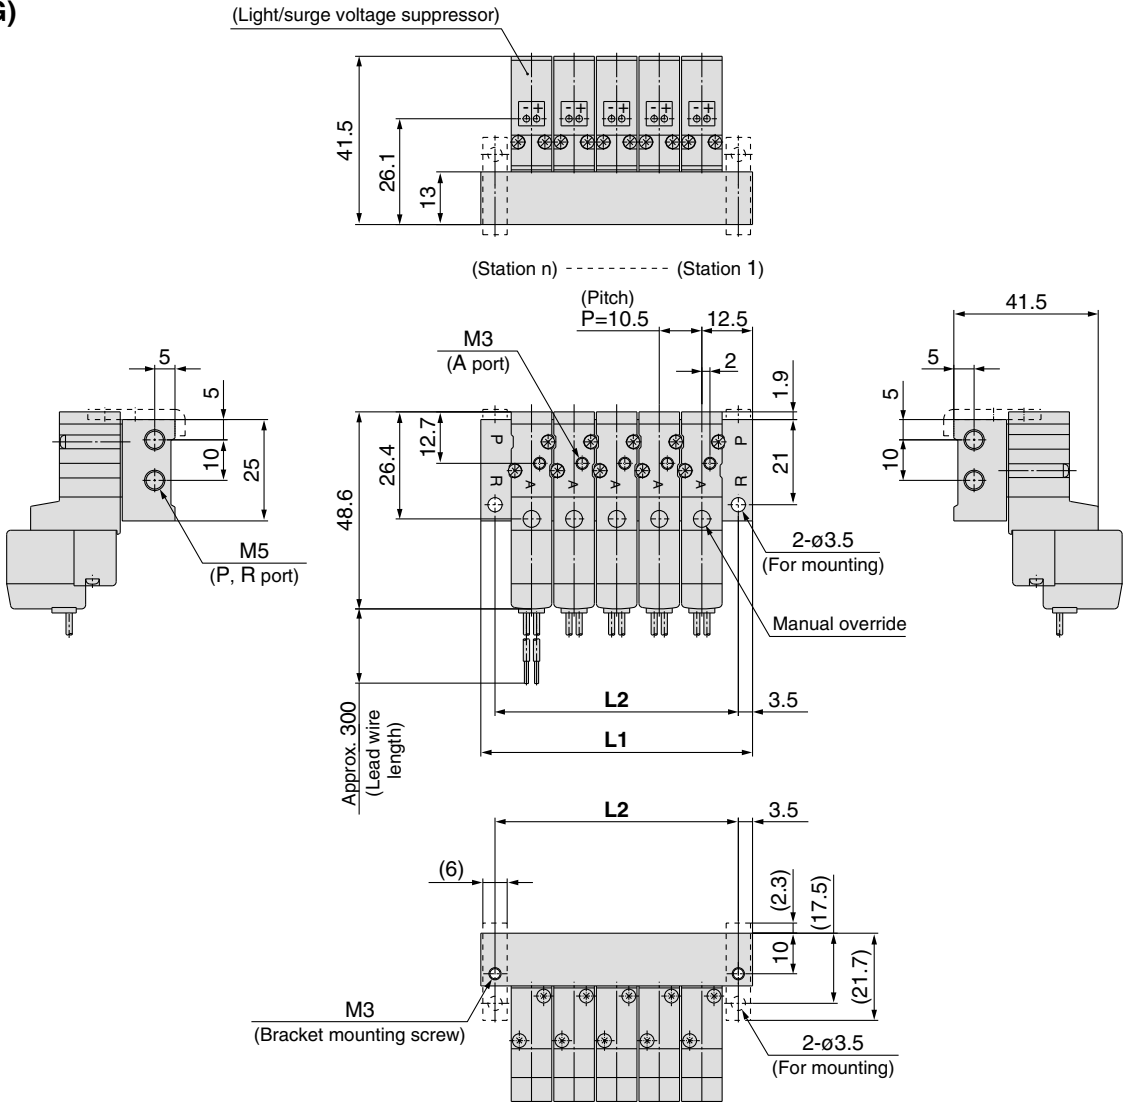 G)
(Light/surge voltage suppressor)
- +
- +
- +
- +
- +
41.5
26.1
13
(Station n)
(Station 1)
(Pitch)
P=10.5
12.5
M3
(A port)
2
1.9
41.5
5
5
10
25
M5
(P, R port)
48.6
26.4
12.7
P
R
A
A
A
A
A
P
R
21
5
5
10
2-ø3.5
(For mounting)
Manual override
Approx. 300
(Lead wire
length)
L2
3.5
L1
L2
3.5
(6)
(2.3)
(17.5)
10
(21.7)
M3
(Bracket mounting screw)
2-ø3.5
(For mounting)